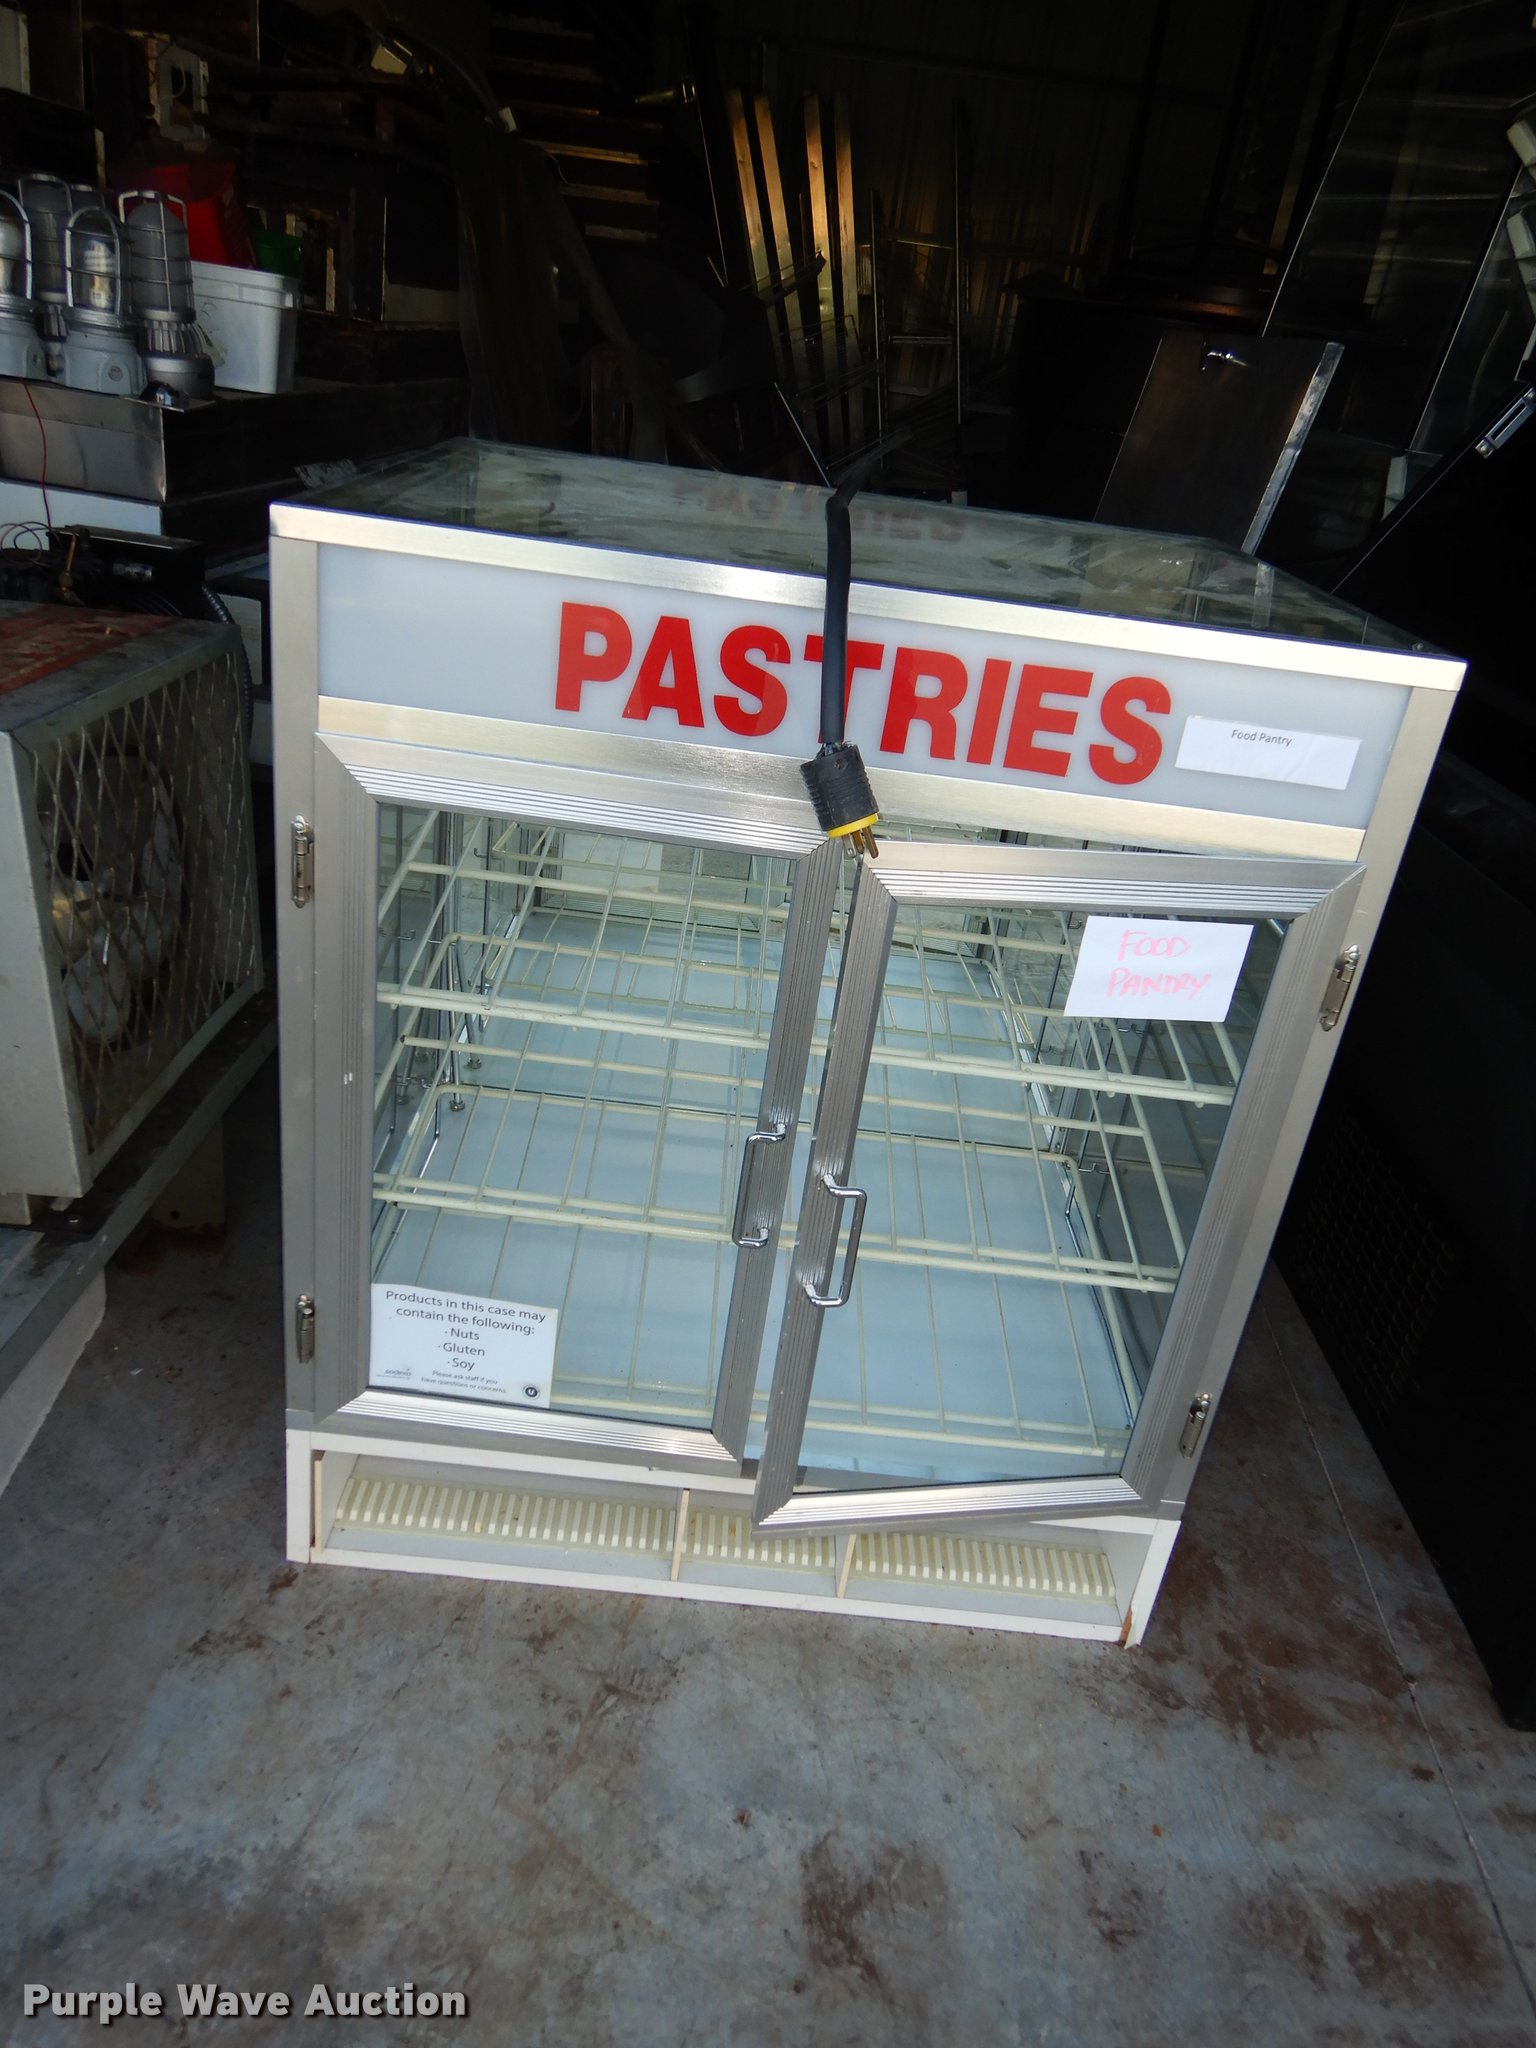 PASTRIES
Food Pantry
FOOD
PANTRY
Products in this case may
contain the following:
· Nuts
· Gluten
· Soy
Please ask staff if you
have questions or concerns.
sodexo
Purple Wave Auction